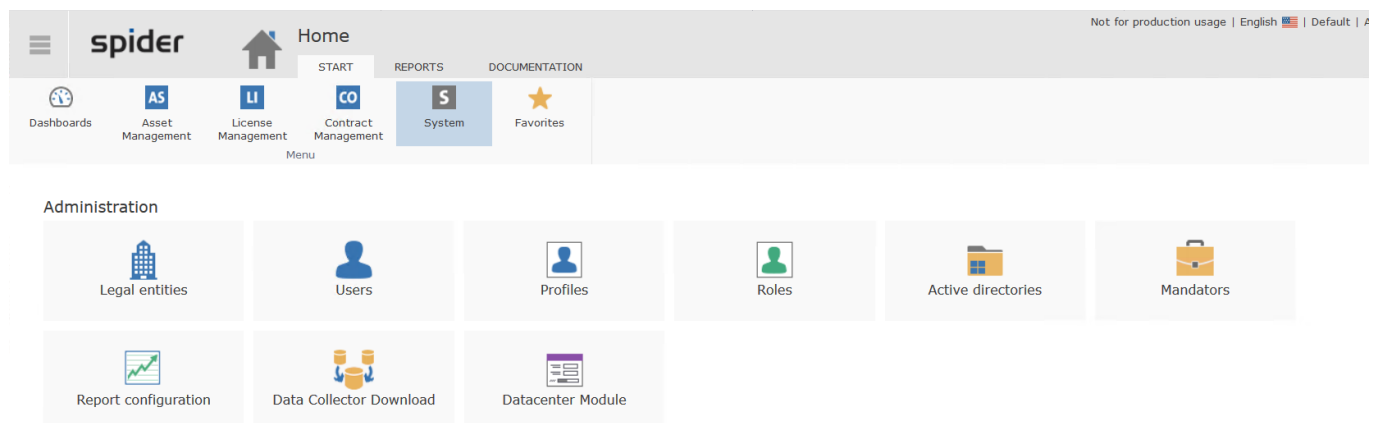 Not for production usage | English | Default | A
spider
Home
START REPORTS DOCUMENTATION
AS LI CO S
Dashboards Asset Management License Management Contract Management System Favorites
Menu
Administration
Legal entities Users Profiles Roles Active directories Mandators
Report configuration Data Collector Download Datacenter Module